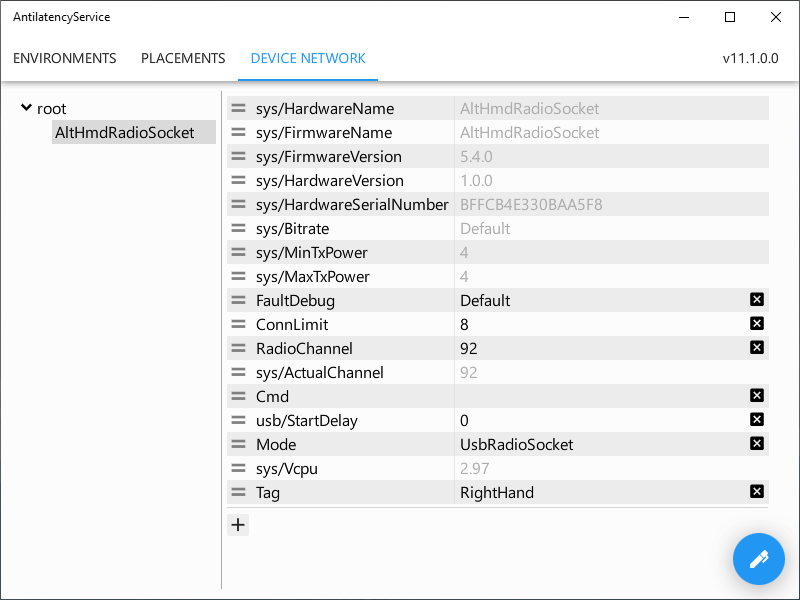 AntilatencyService
ENVIRONMENTS PLACEMENTS DEVICE NETWORK v11.1.0.0
root
AltHmdRadioSocket
sys/HardwareName AltHmdRadioSocket
sys/FirmwareName AltHmdRadioSocket
sys/FirmwareVersion 5.4.0
sys/HardwareVersion 1.0.0
sys/HardwareSerialNumber BFFCB4E330BAA5F8
sys/Bitrate Default
sys/MinTxPower 4
sys/MaxTxPower 4
FaultDebug Default
ConnLimit 8
RadioChannel 92
sys/ActualChannel 92
Cmd
usb/StartDelay 0
Mode UsbRadioSocket
sys/Vcpu 2.97
Tag RightHand